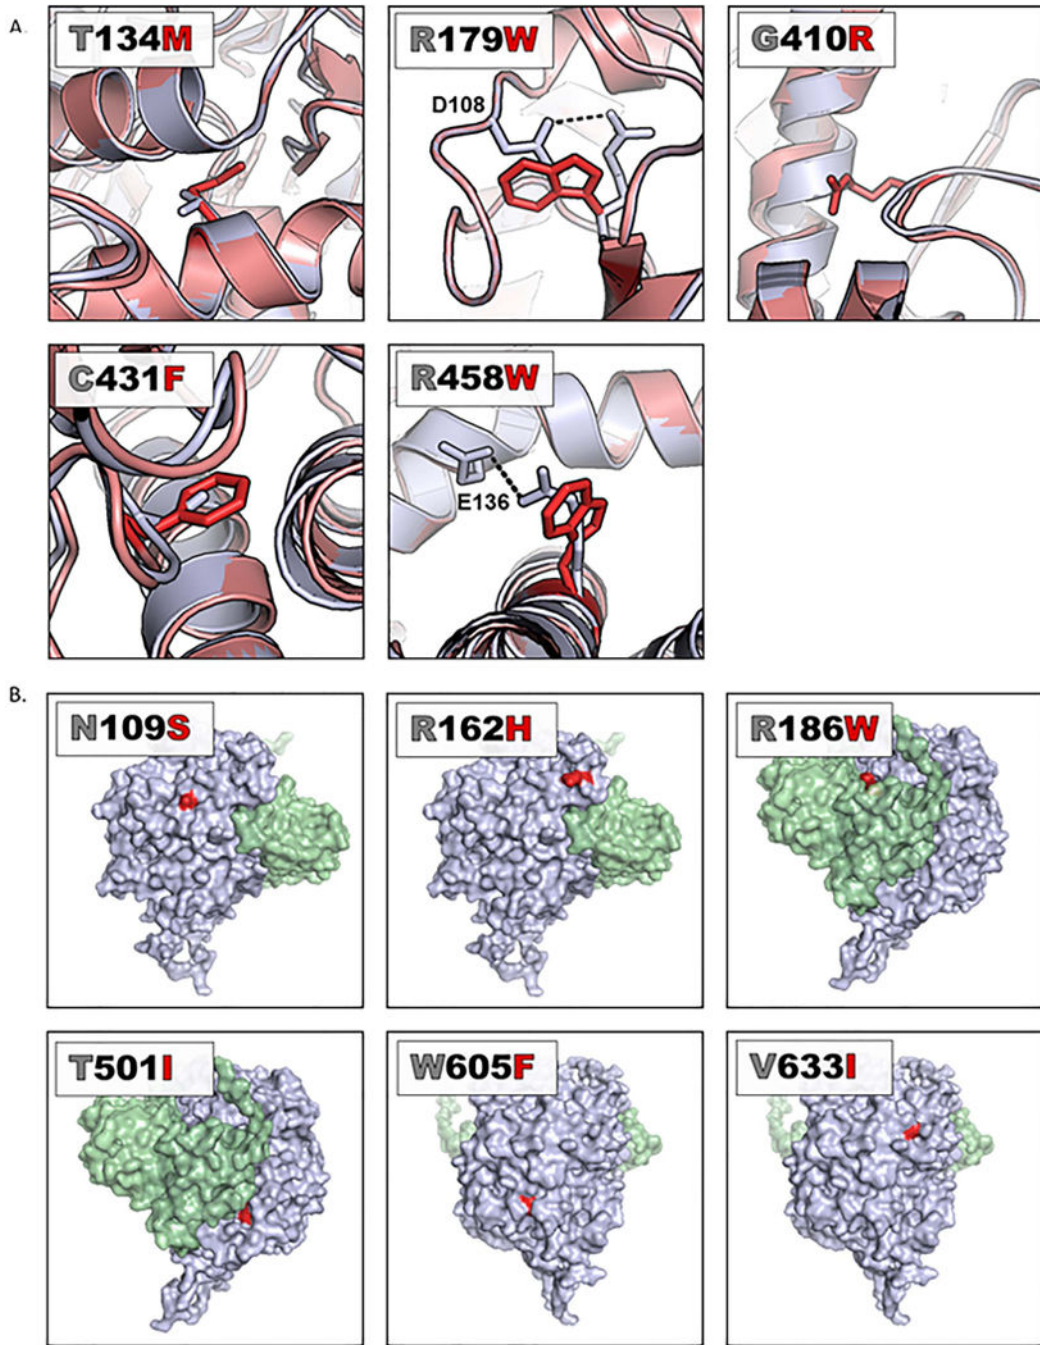 A.
T134M
R179W
G410R
D108
C431F
R458W
E136
B.
N109S
R162H
R186W
T501I
W605F
V633I